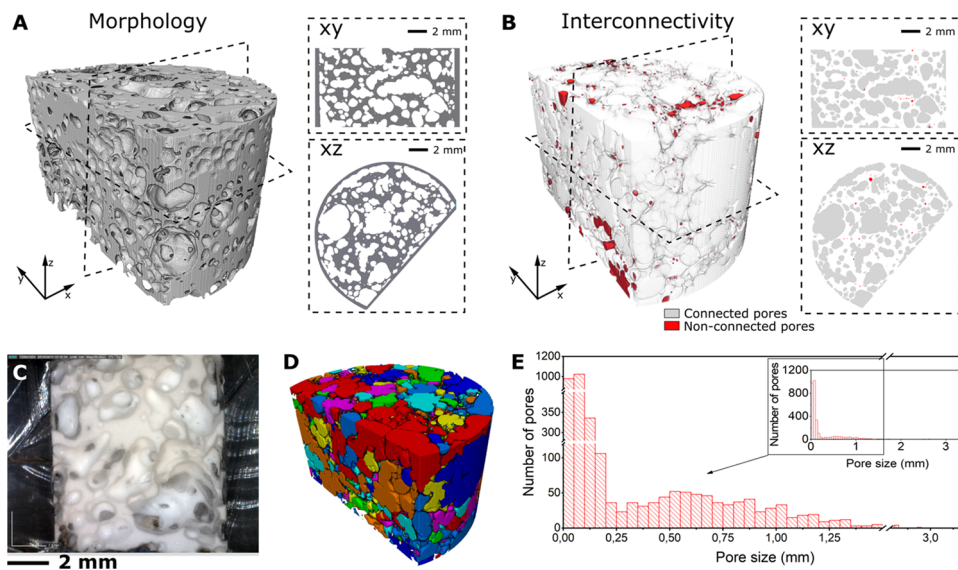 A Morphology
xy
2 mm
xz
2 mm
z
y
x
B Interconnectivity
xy
2 mm
xz
2 mm
z
y
x
Connected pores
Non-connected pores
C
2 mm
D
E
Number of pores
1200
1000
350
300
100
50
0
0,00
0,25
0,50
0,75
1,00
1,25
3,0
Pore size (mm)
Number of pores
1200
800
400
0
0
1
2
3
Pore size (mm)